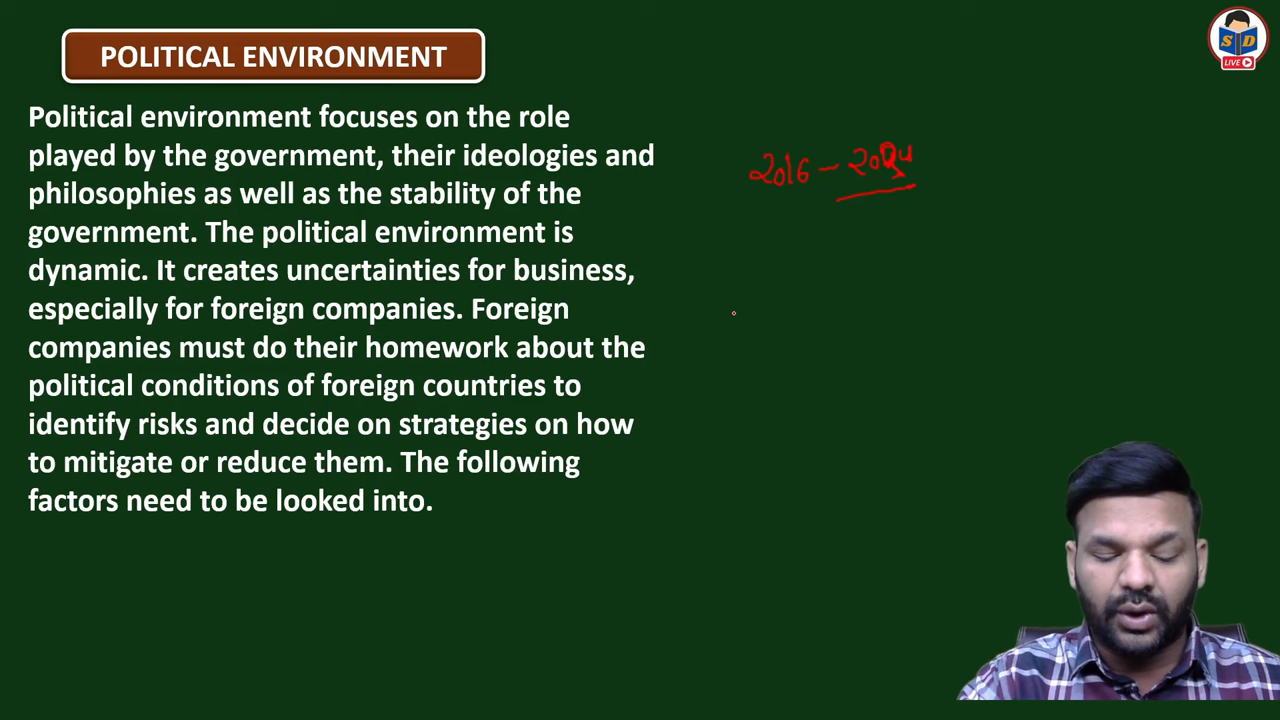 POLITICAL ENVIRONMENT
Political environment focuses on the role
played by the government, their ideologies and
philosophies as well as the stability of the
government. The political environment is
dynamic. It creates uncertainties for business,
especially for foreign companies. Foreign
companies must do their homework about the
political conditions of foreign countries to
identify risks and decide on strategies on how
to mitigate or reduce them. The following
factors need to be looked into.
2016 - 2024
S D
LIVE